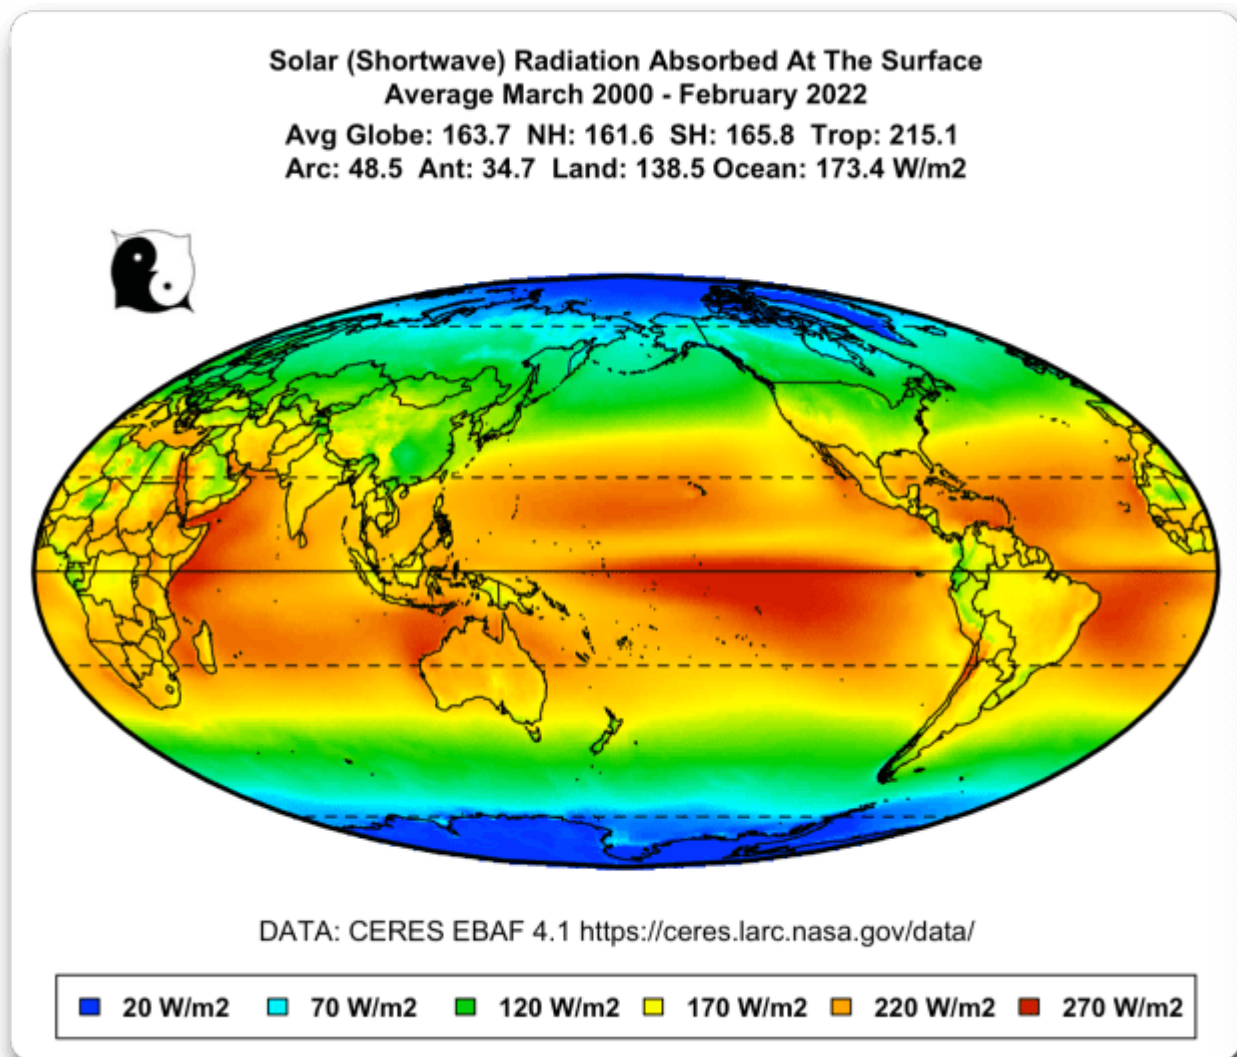 Solar (Shortwave) Radiation Absorbed At The Surface
Average March 2000 - February 2022
Avg Globe: 163.7 NH: 161.6 SH: 165.8 Trop: 215.1
Arc: 48.5 Ant: 34.7 Land: 138.5 Ocean: 173.4 W/m2
DATA: CERES EBAF 4.1 https://ceres.larc.nasa.gov/data/
20 W/m2 70 W/m2 120 W/m2 170 W/m2 220 W/m2 270 W/m2